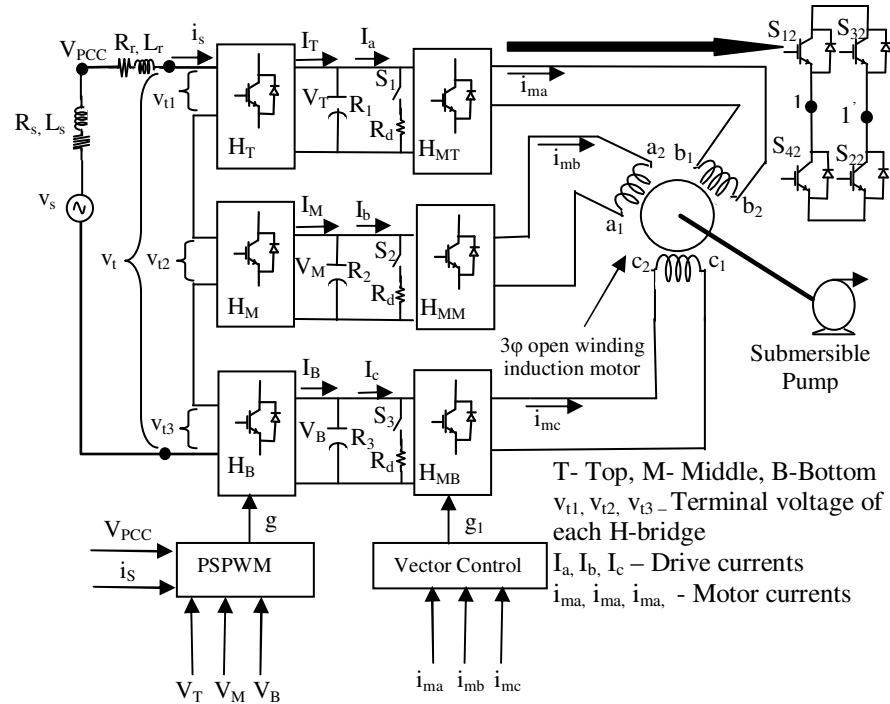 V_PCC
R_r, L_r
i_s
I_T
I_a
S_12
S_32
v_t1
V_T
R_1
S_1
R_d
i_ma
1
1'
R_s, L_s
H_T
H_MT
S_42
S_22
i_mb
a_2
b_1
v_s
I_M
I_b
a_1
b_2
v_t
v_t2
V_M
R_2
S_2
R_d
c_2
c_1
H_M
H_MM
3φ open winding
induction motor
Submersible
Pump
I_B
I_c
v_t3
V_B
R_3
S_3
R_d
i_mc
H_B
H_MB
T- Top, M- Middle, B-Bottom
v_t1, v_t2, v_t3 – Terminal voltage of
each H-bridge
I_a, I_b, I_c – Drive currents
i_ma, i_ma, i_ma, - Motor currents
g
g_1
V_PCC
i_S
PSPWM
Vector Control
V_T V_M V_B
i_ma i_mb i_mc